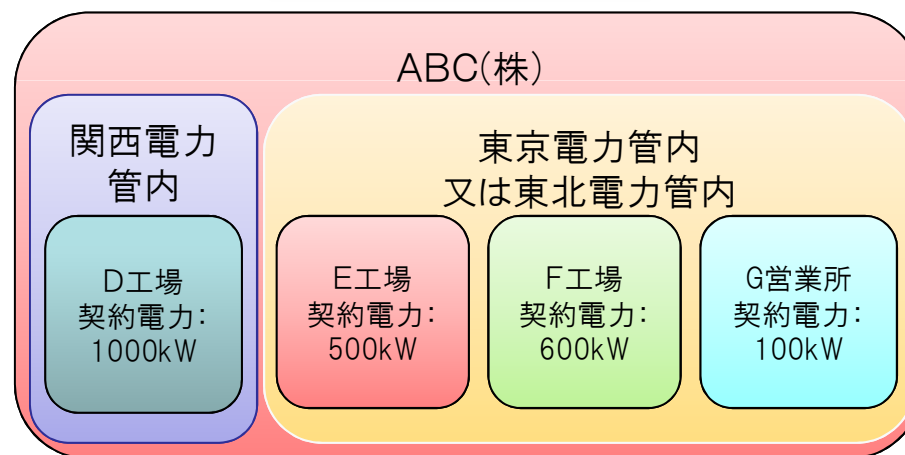 ABC(株)
関西電力
管内
東京電力管内
又は東北電力管内
D工場
契約電力:
1000kW
E工場
契約電力:
500kW
F工場
契約電力:
600kW
G営業所
契約電力:
100kW